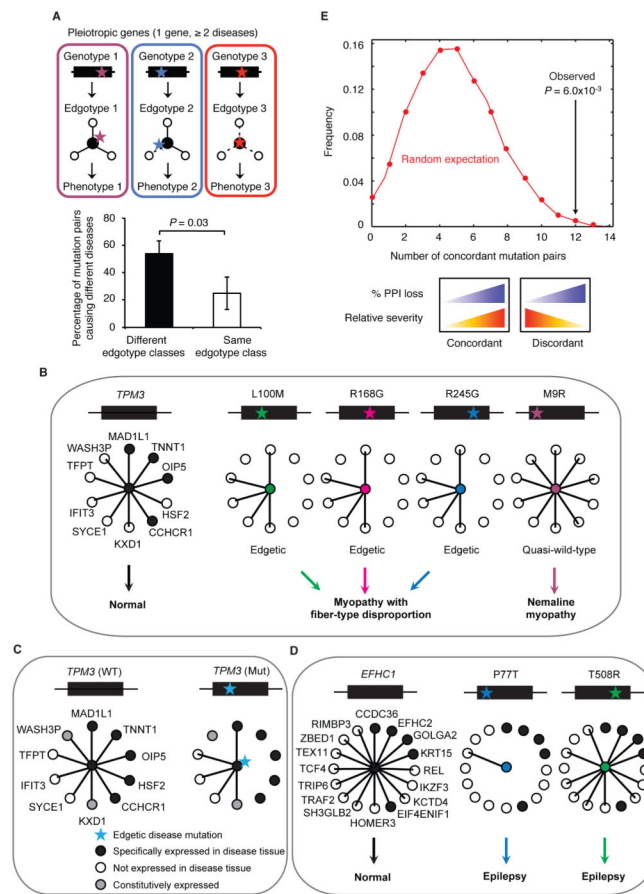 A
Pleiotropic genes (1 gene, ≥ 2 diseases)
Genotype 1 Genotype 2 Genotype 3
Edgotype 1 Edgotype 2 Edgotype 3
Phenotype 1 Phenotype 2 Phenotype 3
Percentage of mutation pairs
causing different diseases
P = 0.03
80
60
40
20
0
Different
edgotype classes
Same
edgotype class
E
Frequency
0.16
0.12
0.08
0.04
0
Observed
P = 6.0x10-3
Random expectation
0 2 4 6 8 10 12 14
Number of concordant mutation pairs
% PPI loss
Relative severity
Concordant Discordant
B
TPM3
MAD1L1
WASH3P
TNNT1
TFPT
OIP5
IFIT3
HSF2
SYCE1
CCHCR1
KXD1
Normal
L100M R168G R245G M9R
Edgetic Edgetic Edgetic Quasi-wild-type
Myopathy with
fiber-type disproportion
Nemaline
myopathy
C
TPM3 (WT) TPM3 (Mut)
MAD1L1
WASH3P
TNNT1
TFPT
OIP5
IFIT3
HSF2
SYCE1
CCHCR1
KXD1
Edgetic disease mutation
Specifically expressed in disease tissue
Not expressed in disease tissue
Constitutively expressed
D
EFHC1 P77T T508R
CCDC36
RIMBP3
EFHC2
ZBED1
GOLGA2
TEX11
KRT15
TCF4
REL
TRIP6
IKZF3
TRAF2
KCTD4
SH3GLB2
EIF4ENIF1
HOMER3
Normal Epilepsy Epilepsy